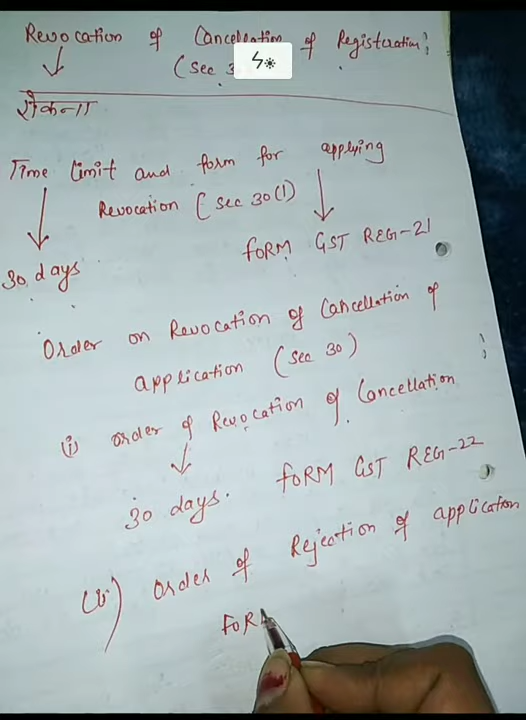 Revocation of Cancellation of Registeration :
(Sec 3
रोकना
Time limit and form for applying
Revocation (Sec 30(1)
30 days
FORM GST REG-21
Order on Revocation of Cancellation of
application (Sec 30)
(i) order of Revocation of Cancellation :
30 days. FORM GST REG-22
(ii) Order of Rejection of application
FOR